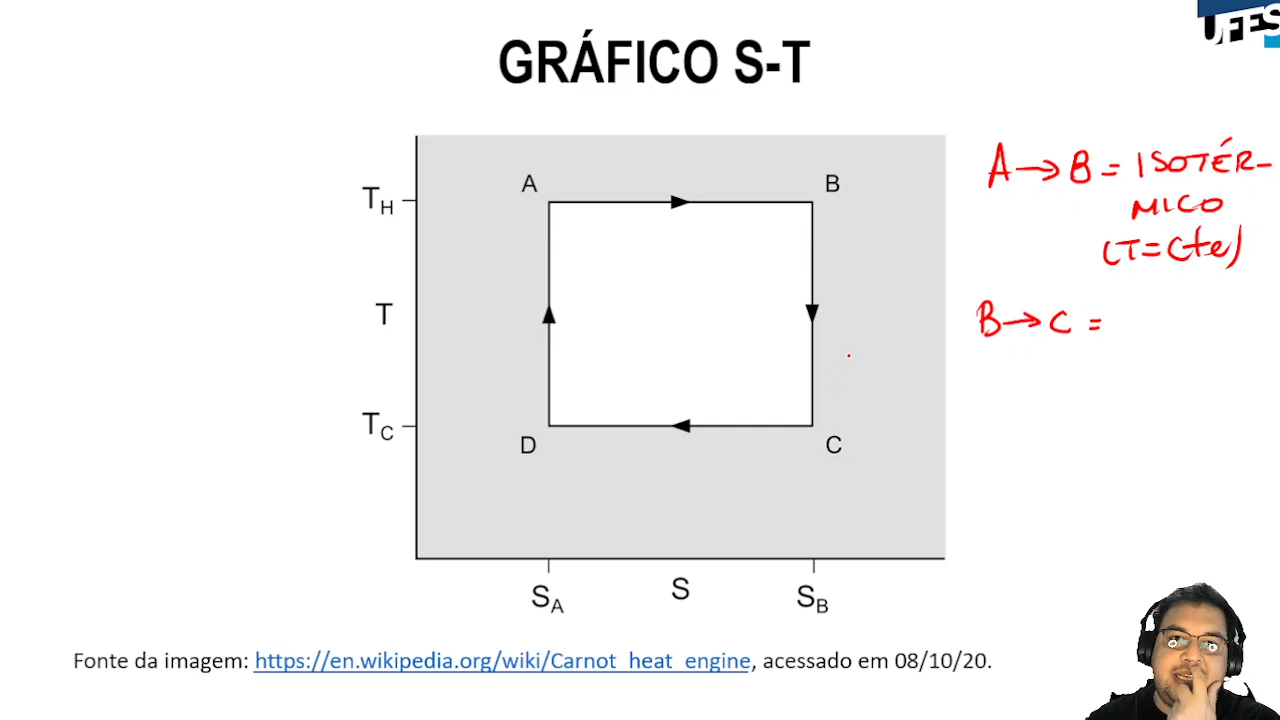 UFES
GRÁFICO S-T
A → B = ISOTÉR-
MICO
(T = Cte)
B → C =
T_H
T
T_C
A
B
D
C
S_A
S
S_B
Fonte da imagem: https://en.wikipedia.org/wiki/Carnot_heat_engine, acessado em 08/10/20.